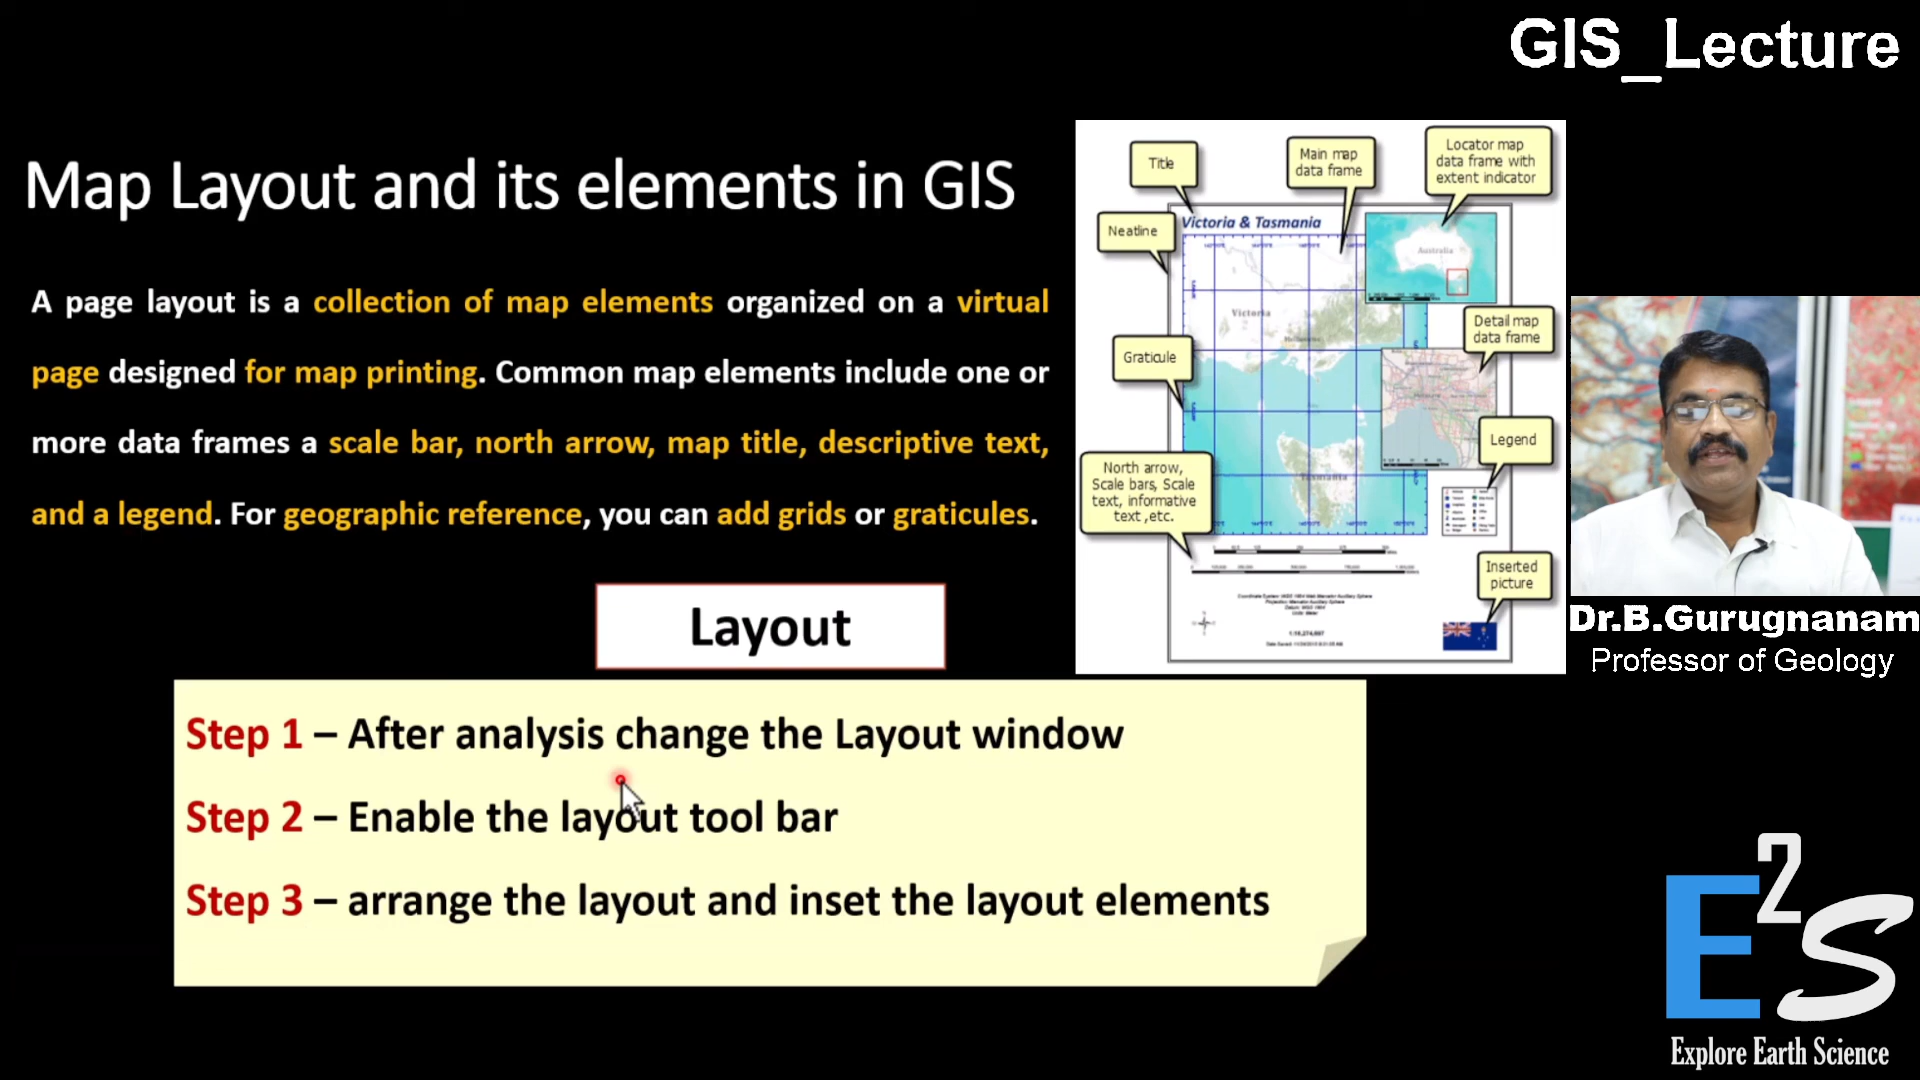 GIS_Lecture
Map Layout and its elements in GIS
A page layout is a collection of map elements organized on a virtual
page designed for map printing. Common map elements include one or
more data frames a scale bar, north arrow, map title, descriptive text,
and a legend. For geographic reference, you can add grids or graticules.
Title
Main map
data frame
Locator map
data frame with
extent indicator
Neatline
Victoria & Tasmania
Australia
Victoria
Detail map
data frame
Graticule
Legend
North arrow,
Scale bars, Scale
text, informative
text ,etc.
Tasmania
Inserted
picture
Dr.B.Gurugnanam
Professor of Geology
Layout
Step 1 – After analysis change the Layout window
Step 2 – Enable the layout tool bar
Step 3 – arrange the layout and inset the layout elements
E2S
Explore Earth Science